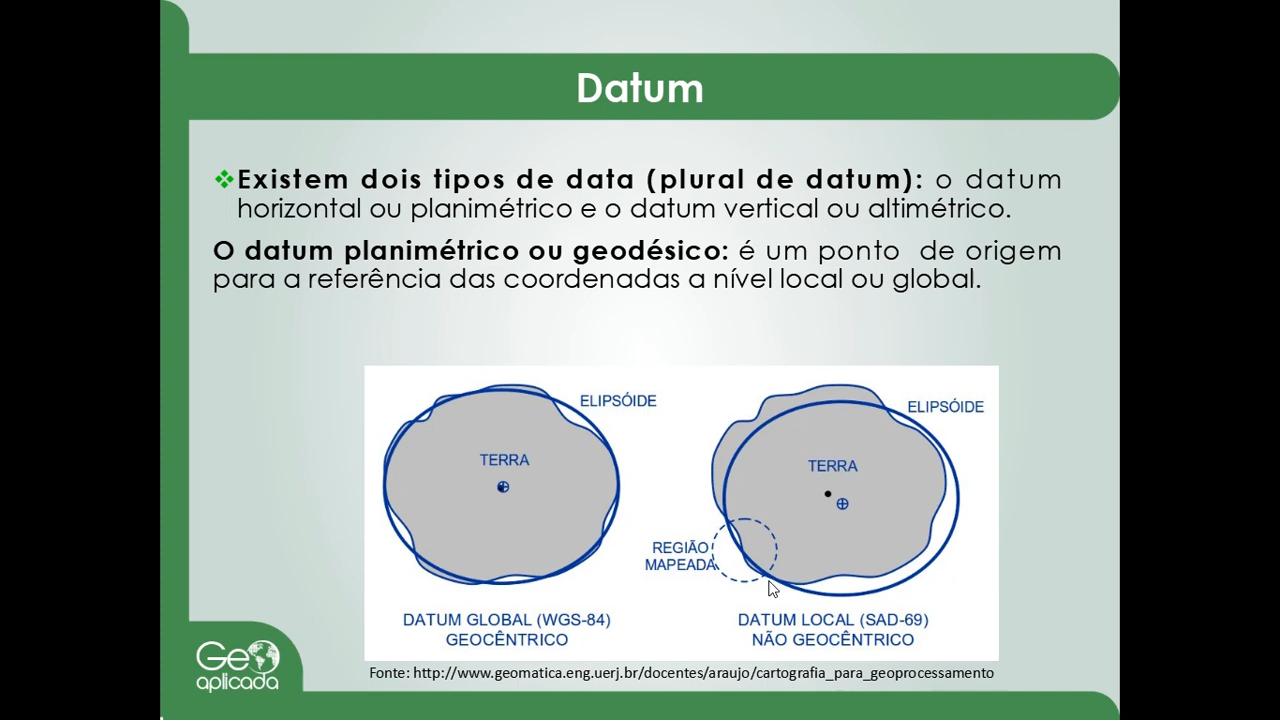 Datum
Existem dois tipos de data (plural de datum): o datum
horizontal ou planimétrico e o datum vertical ou altimétrico.
O datum planimétrico ou geodésico: é um ponto de origem
para a referência das coordenadas a nível local ou global.
ELIPSÓIDE
TERRA
DATUM GLOBAL (WGS-84)
GEOCÊNTRICO
ELIPSÓIDE
TERRA
REGIÃO
MAPEADA
DATUM LOCAL (SAD-69)
NÃO GEOCÊNTRICO
Fonte: http://www.geomatica.eng.uerj.br/docentes/araujo/cartografia_para_geoprocessamento
Geo
aplicada